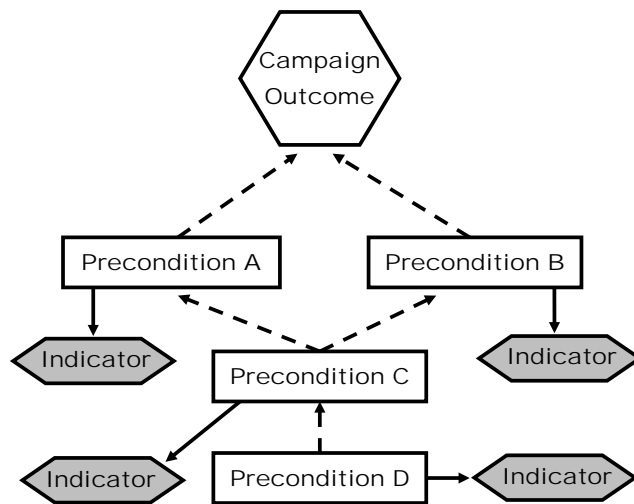 Campaign
Outcome
Precondition A
Precondition B
Indicator
Indicator
Precondition C
Indicator
Precondition D
Indicator